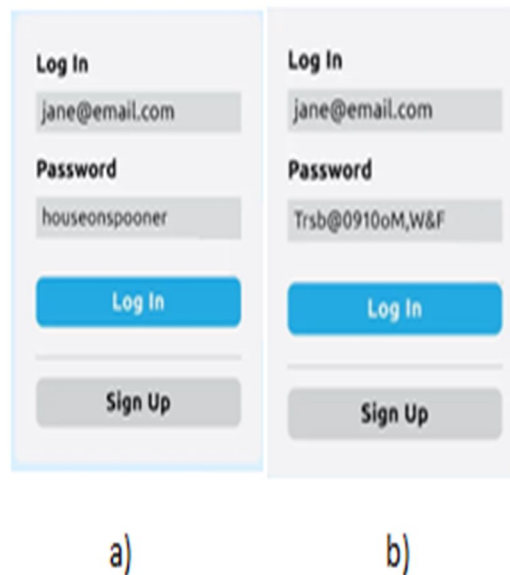 Log In
jane@email.com
Password
houseonspooner
Log In
Sign Up
a)
Log In
jane@email.com
Password
Trsb@0910oM,W&F
Log In
Sign Up
b)